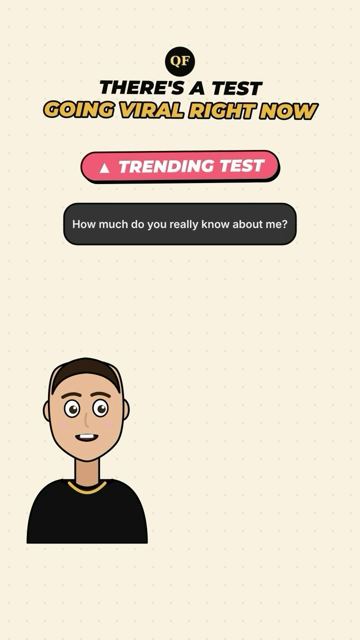 QF
THERE'S A TEST
GOING VIRAL RIGHT NOW
▲ TRENDING TEST
How much do you really know about me?